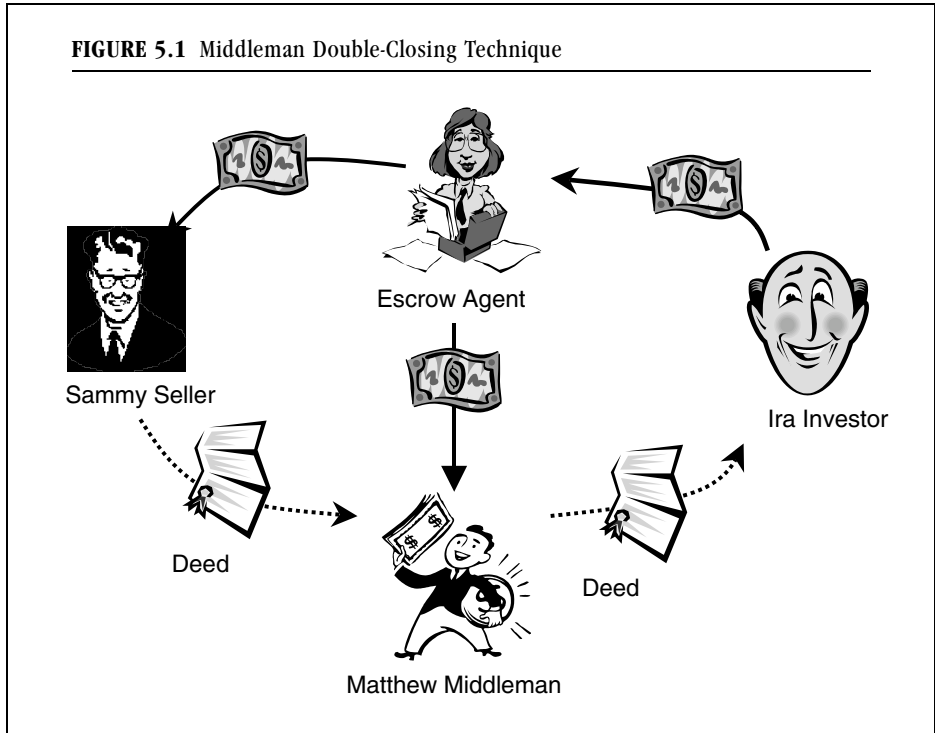 FIGURE 5.1 Middleman Double-Closing Technique
$
$
Escrow Agent
$
Sammy Seller
Ira Investor
Deed
$
$
Deed
Matthew Middleman